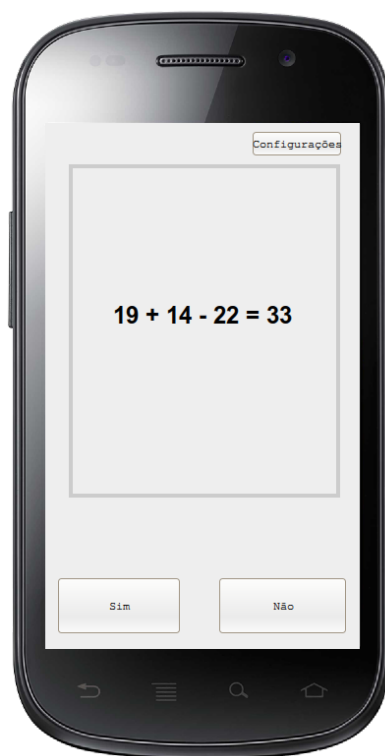 Configurações
19 + 14 - 22 = 33
Sim
Não